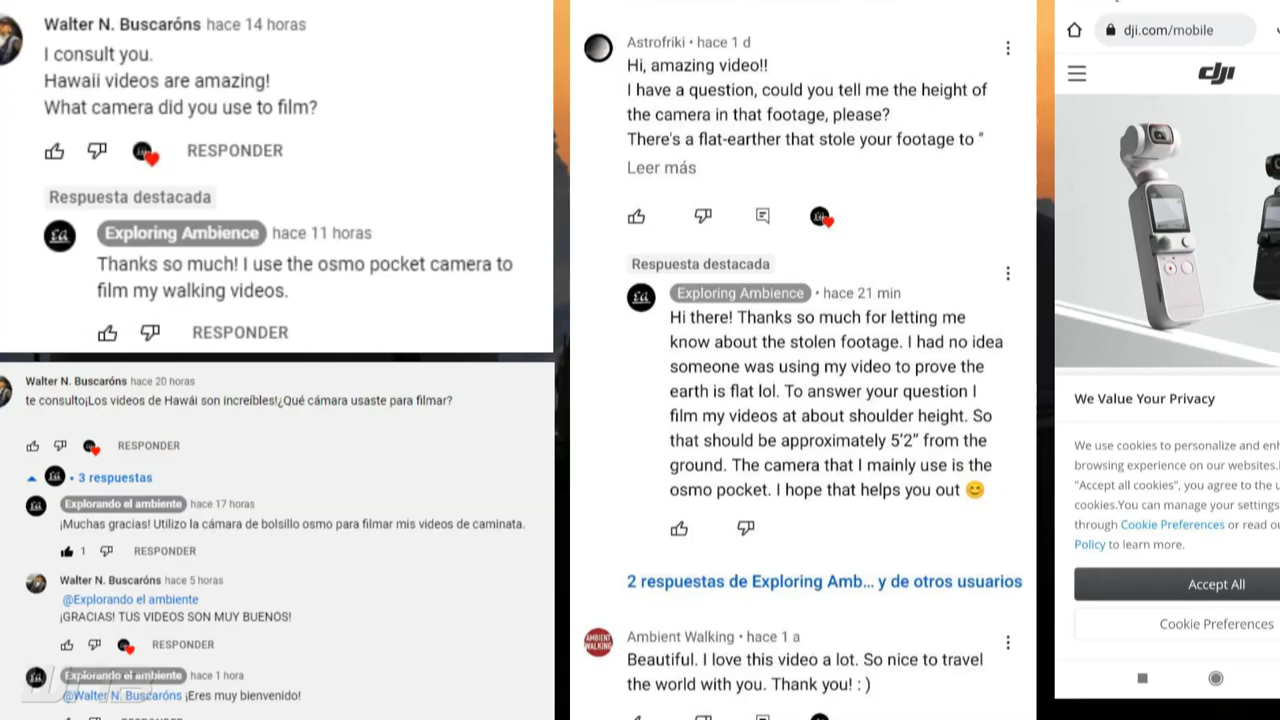 Walter N. Buscaróns hace 14 horas
I consult you.
Hawaii videos are amazing!
What camera did you use to film?
RESPONDER
Respuesta destacada
Exploring Ambience hace 11 horas
Thanks so much! I use the osmo pocket camera to
film my walking videos.
RESPONDER
Walter N. Buscaróns hace 20 horas
te consulto¡Los videos de Hawái son increíbles!¿Qué cámara usaste para filmar?
RESPONDER
• 3 respuestas
Explorando el ambiente hace 17 horas
¡Muchas gracias! Utilizo la cámara de bolsillo osmo para filmar mis videos de caminata.
1 RESPONDER
Walter N. Buscaróns hace 5 horas
@Explorando el ambiente
¡GRACIAS! TUS VIDEOS SON MUY BUENOS!
RESPONDER
Explorando el ambiente hace 1 hora
@Walter N. Buscaróns ¡Eres muy bienvenido!
Astrofriki • hace 1 d
Hi, amazing video!!
I have a question, could you tell me the height of
the camera in that footage, please?
There's a flat-earther that stole your footage to "
Leer más
Respuesta destacada
Exploring Ambience • hace 21 min
Hi there! Thanks so much for letting me
know about the stolen footage. I had no idea
someone was using my video to prove the
earth is flat lol. To answer your question I
film my videos at about shoulder height. So
that should be approximately 5'2" from the
ground. The camera that I mainly use is the
osmo pocket. I hope that helps you out 😊
2 respuestas de Exploring Amb... y de otros usuarios
AMBIENT
WALKING
Ambient Walking • hace 1 a
Beautiful. I love this video a lot. So nice to travel
the world with you. Thank you! : )
dji.com/mobile
dji
We Value Your Privacy
We use cookies to personalize and enh
browsing experience on our websites.
"Accept all cookies", you agree to the u
cookies.You can manage your settings
through Cookie Preferences or read ou
Policy to learn more.
Accept All
Cookie Preferences